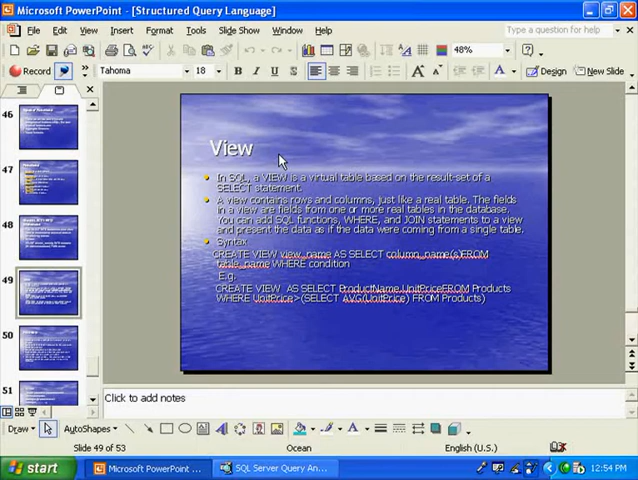 Microsoft PowerPoint - [Structured Query Language]
File Edit View Insert Format Tools Slide Show Window Help
Type a question for help
48%
Record Tahoma 18 B I U S Design New Slide
46
47
48
49
50
51
View
In SQL, a VIEW is a virtual table based on the result-set of a
SELECT statement.
A view contains rows and columns, just like a real table. The fields
in a view are fields from one or more real tables in the database.
You can add SQL functions, WHERE, and JOIN statements to a view
and present the data as if the data were coming from a single table.
Syntax
CREATE VIEW view_name AS SELECT column_name(s)FROM
table_name WHERE condition
E.g.
CREATE VIEW AS SELECT ProductName,UnitPriceFROM Products
WHERE UnitPrice>(SELECT AVG(UnitPrice) FROM Products)
Click to add notes
Draw AutoShapes
Slide 49 of 53 Ocean English (U.S.)
start Microsoft PowerPoint ... SQL Server Query An... 12:54 PM